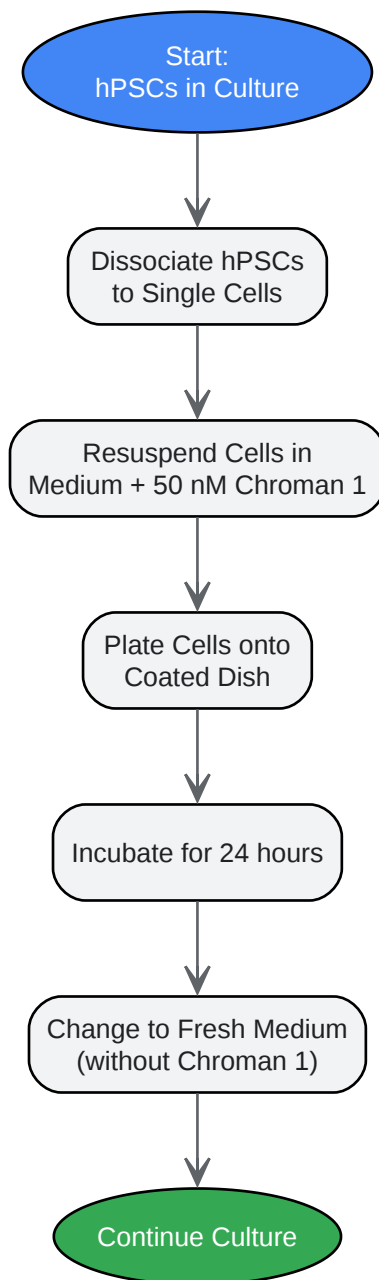 Start:
hPSCs in Culture
Dissociate hPSCs
to Single Cells
Resuspend Cells in
Medium + 50 nM Chroman 1
Plate Cells onto
Coated Dish
Incubate for 24 hours
Change to Fresh Medium
(without Chroman 1)
Continue Culture